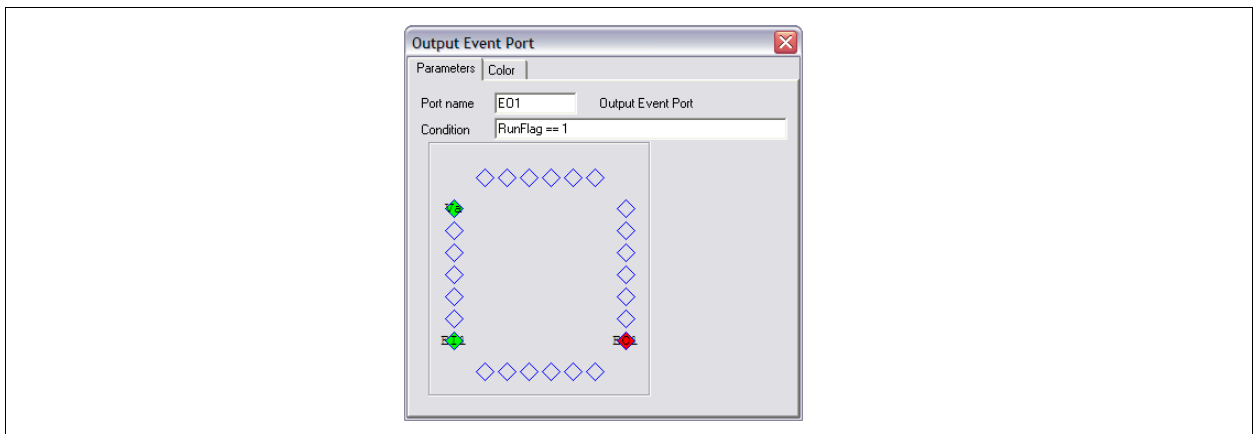 Output Event Port
Parameters Color
Port name EO1 Output Event Port
Condition RunFlag == 1